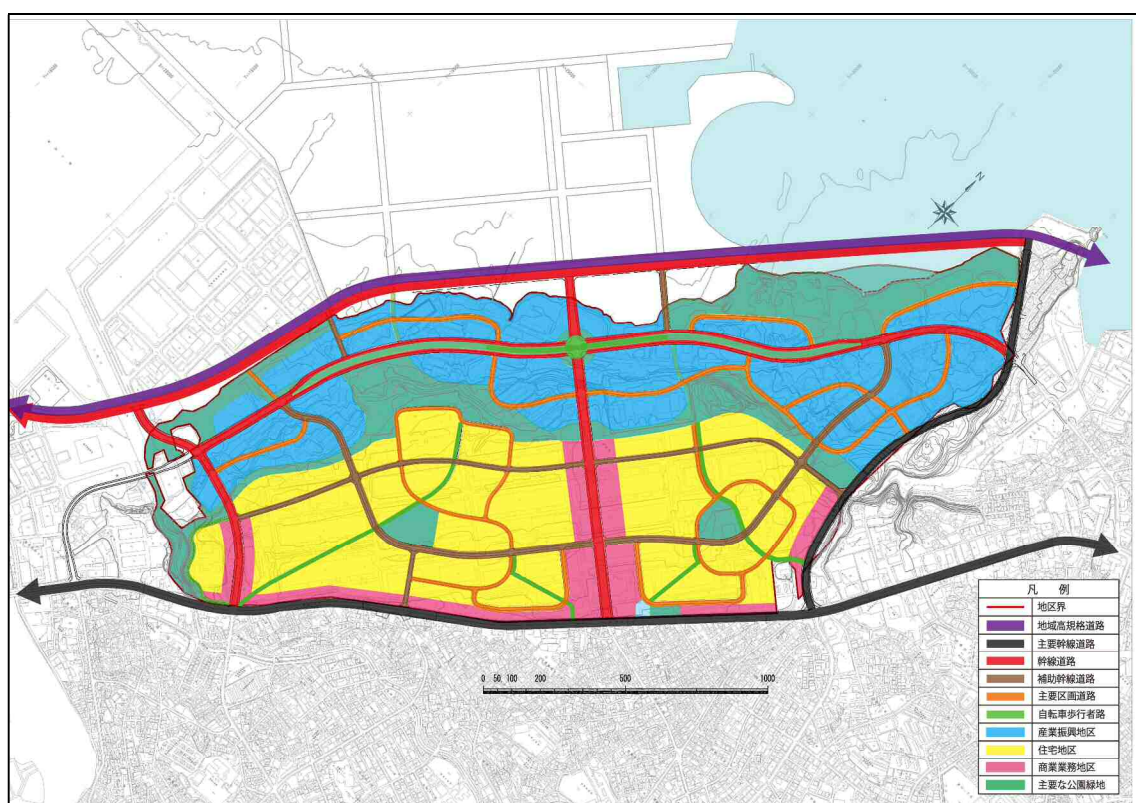 N
0 50 100 200 500 1000
凡 例
地区界
地域高規格道路
主要幹線道路
幹線道路
補助幹線道路
主要区画道路
自転車歩行者路
産業振興地区
住宅地区
商業業務地区
主要な公園緑地